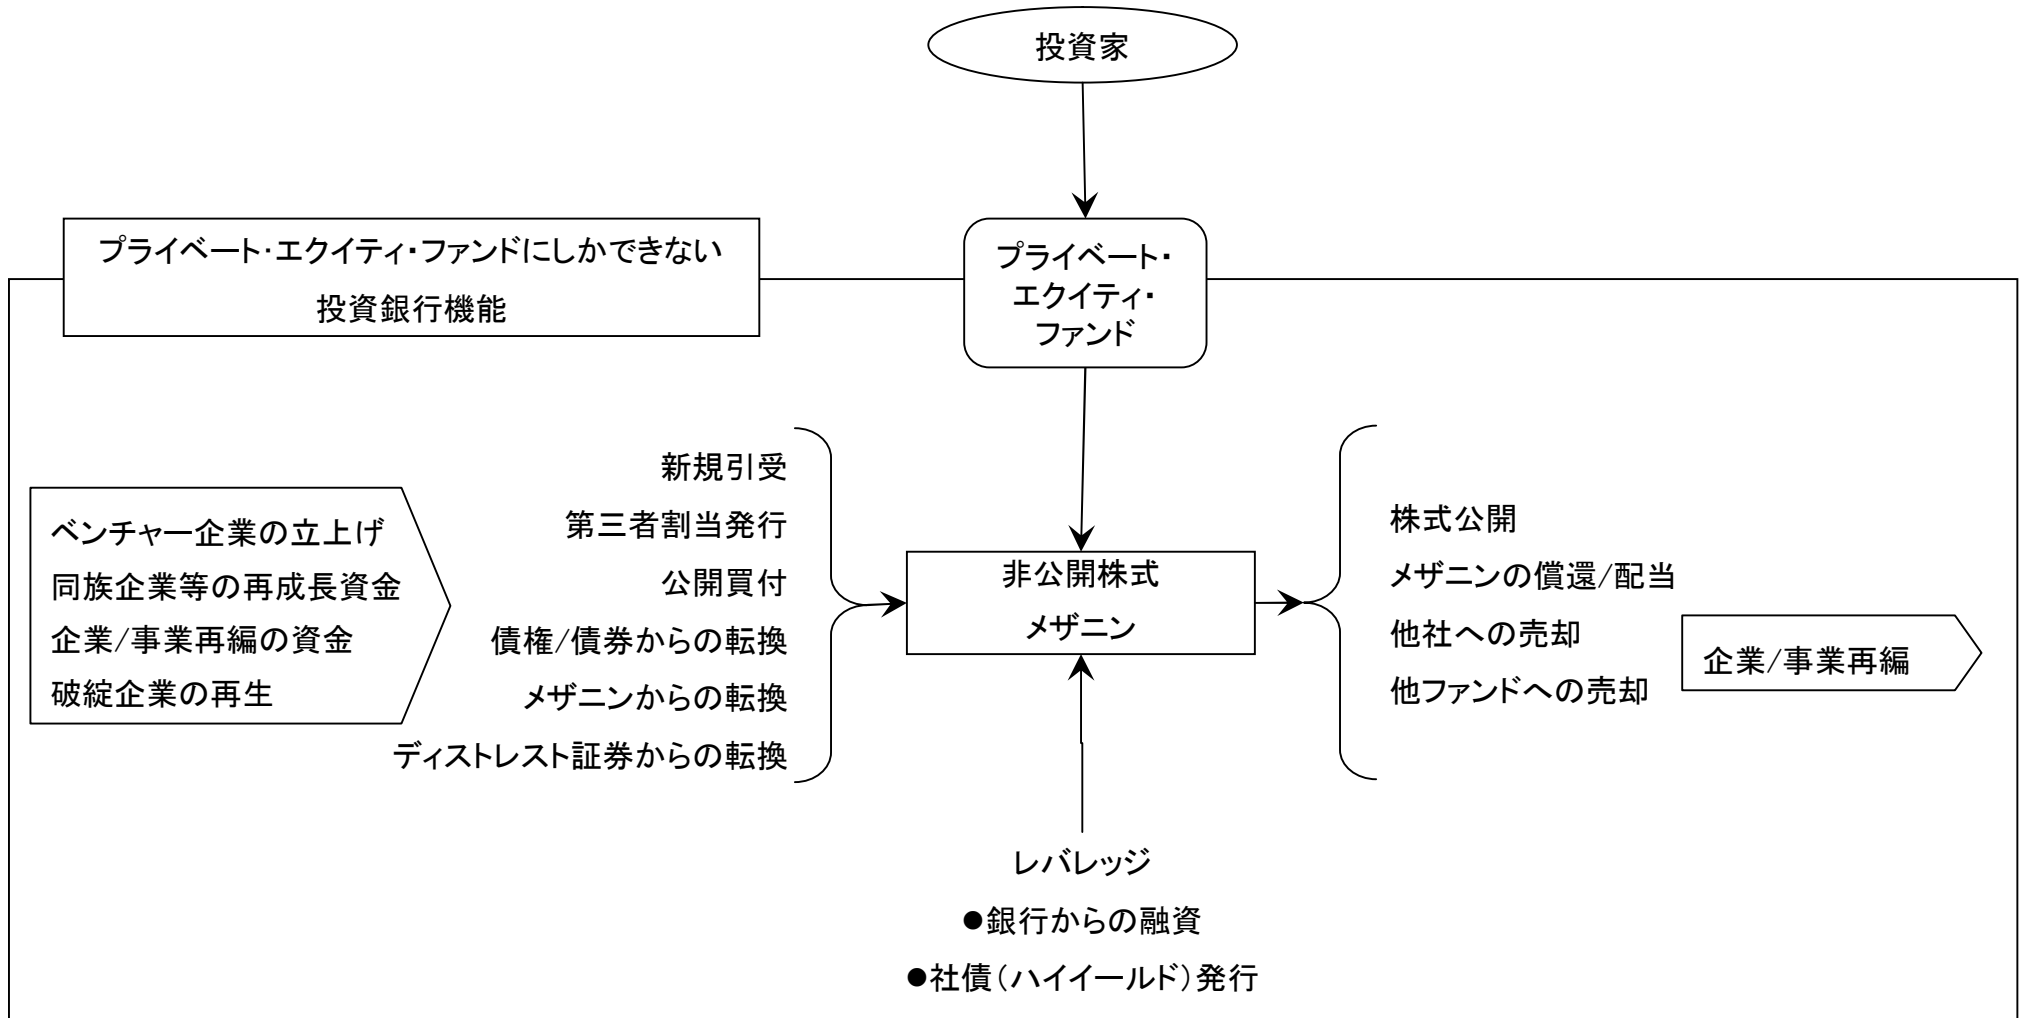 投資家
プライベート・エクイティ・ファンドにしかできない
投資銀行機能
プライベート・
エクイティ・
ファンド
ベンチャー企業の立上げ
同族企業等の再成長資金
企業/事業再編の資金
破綻企業の再生
新規引受
第三者割当発行
公開買付
債権/債券からの転換
メザニンからの転換
ディストレスト証券からの転換
非公開株式
メザニン
株式公開
メザニンの償還/配当
他社への売却
他ファンドへの売却
企業/事業再編
レバレッジ
●銀行からの融資
●社債（ハイイールド）発行